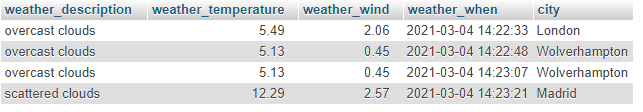 weather_description weather_temperature weather_wind weather_when city
overcast clouds 5.49 2.06 2021-03-04 14:22:33 London
overcast clouds 5.13 0.45 2021-03-04 14:22:48 Wolverhampton
overcast clouds 5.13 0.45 2021-03-04 14:23:07 Wolverhampton
scattered clouds 12.29 2.57 2021-03-04 14:23:21 Madrid